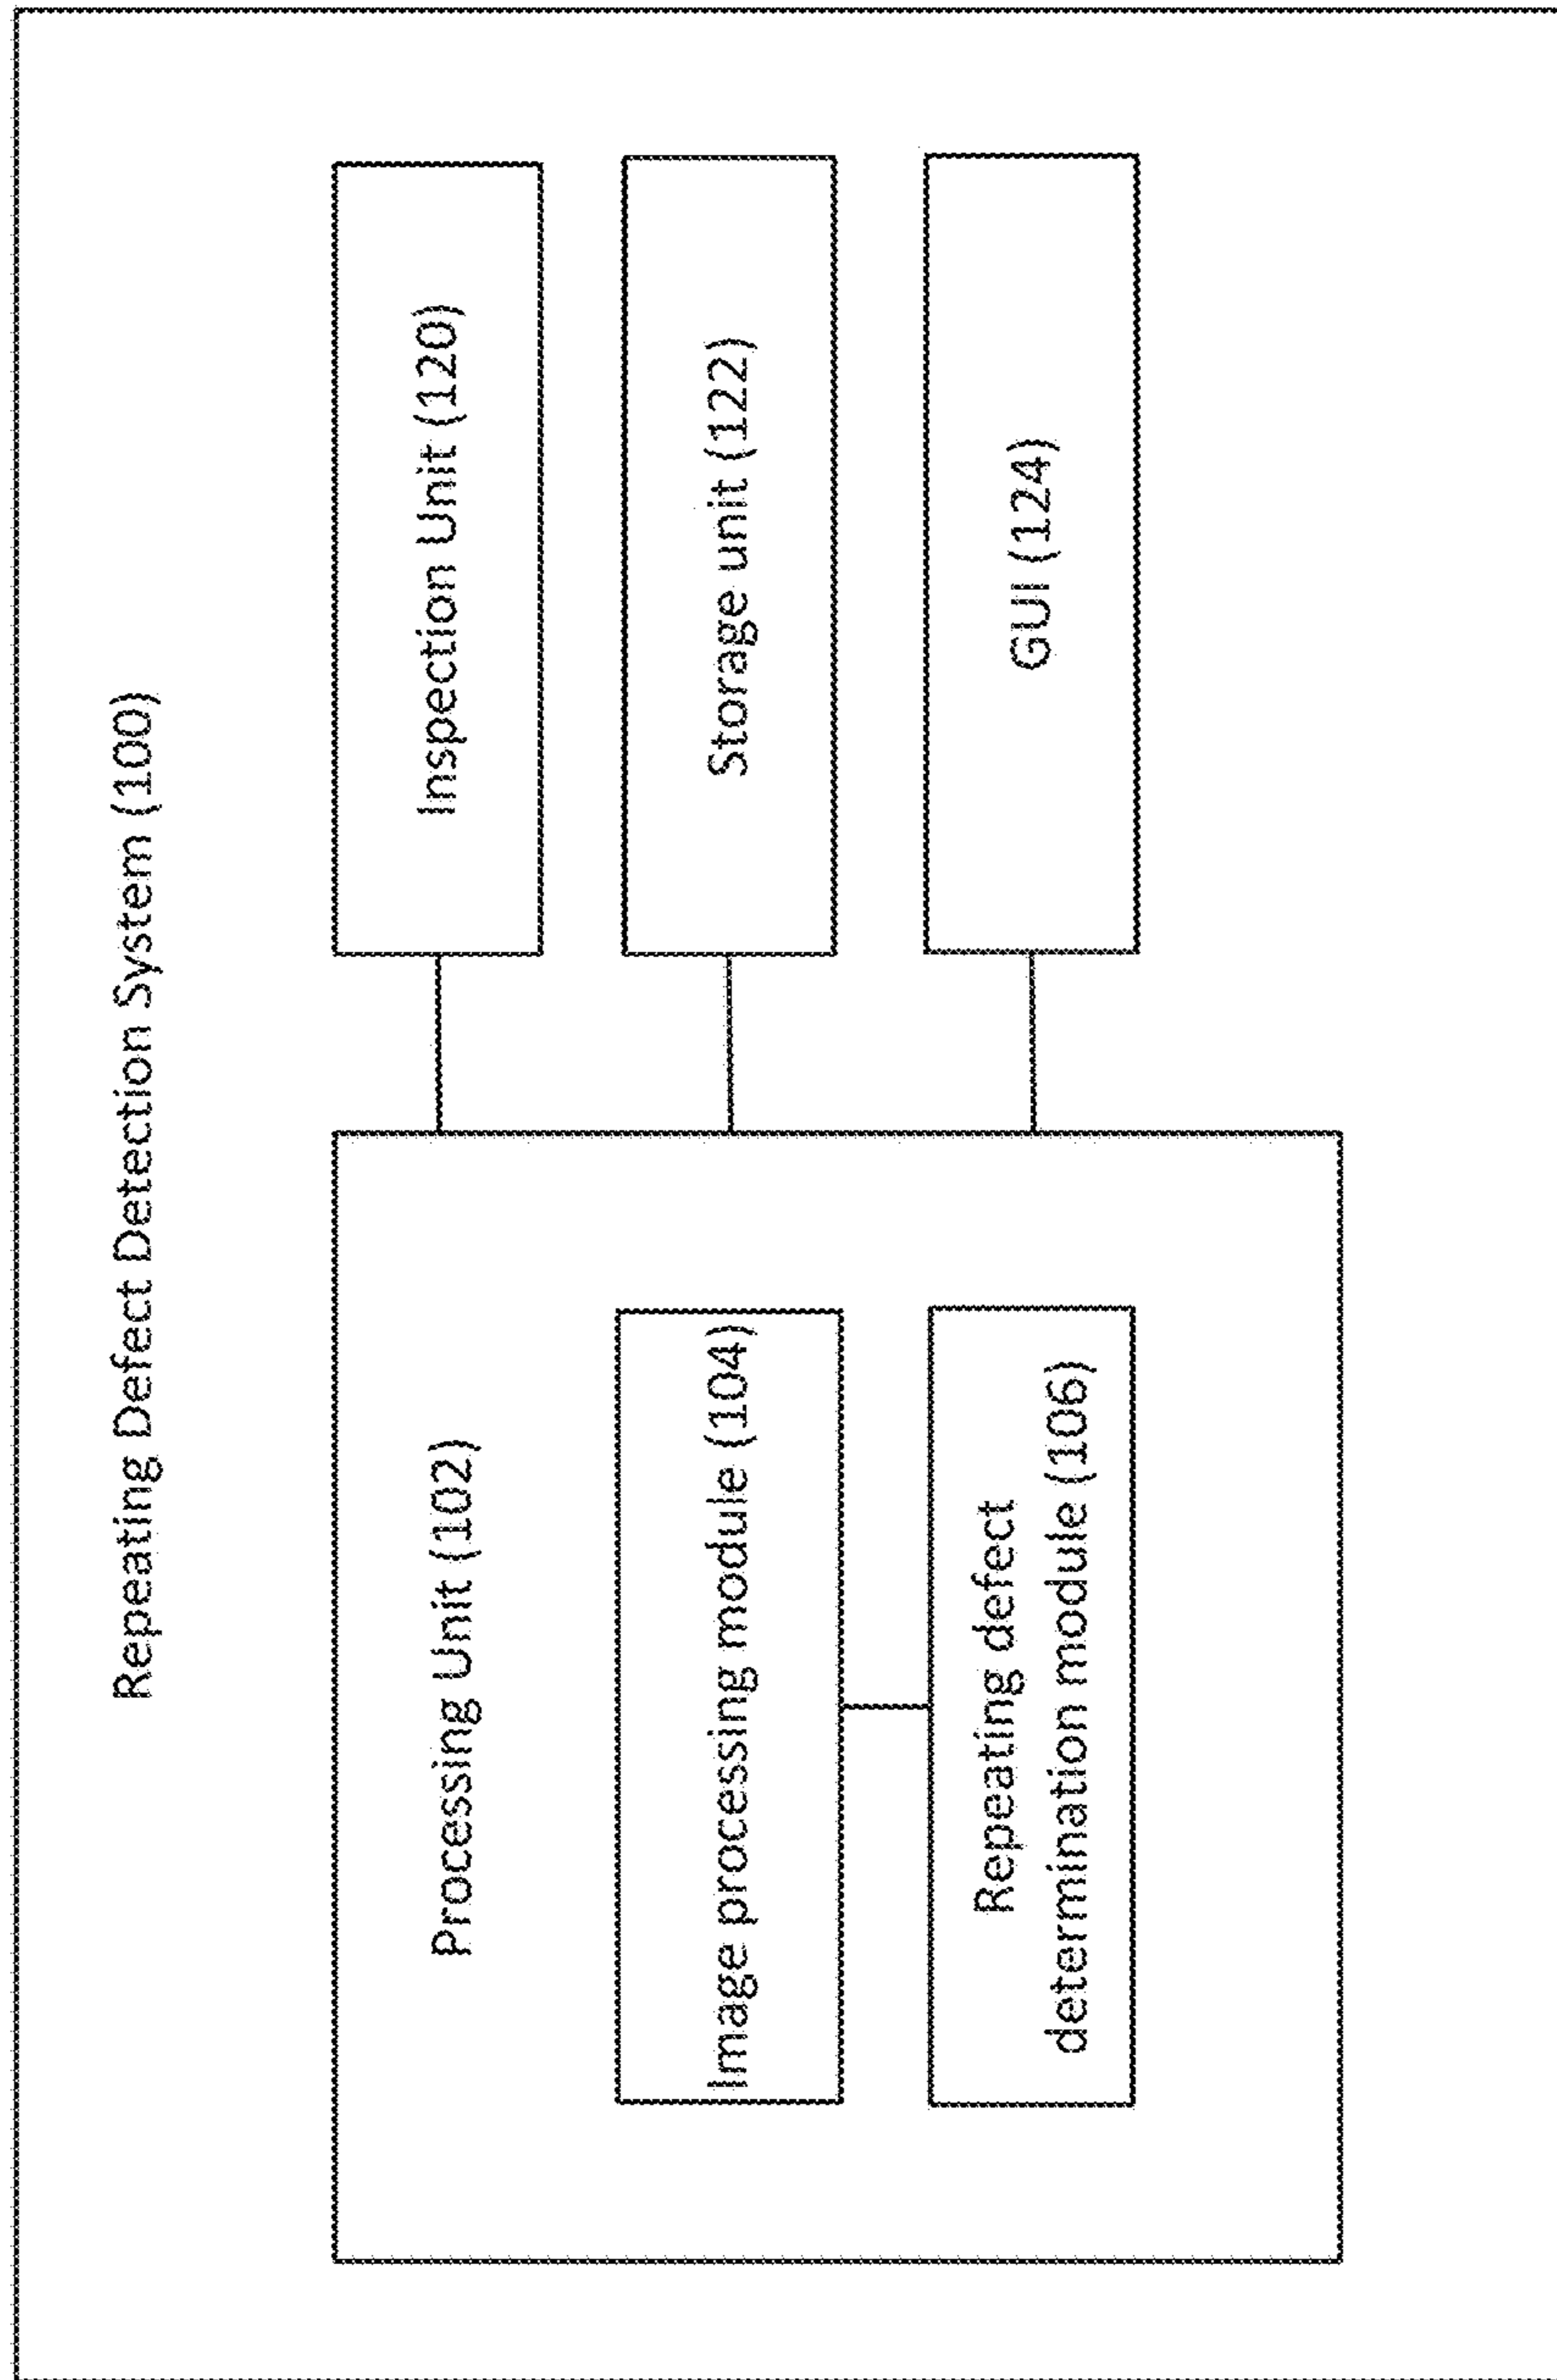 Repeating Defect Detection System (100)
Processing Unit (102)
Image processing module (104)
Repeating defect
determination module (106)
Inspection Unit (120)
Storage unit (122)
GUI (124)